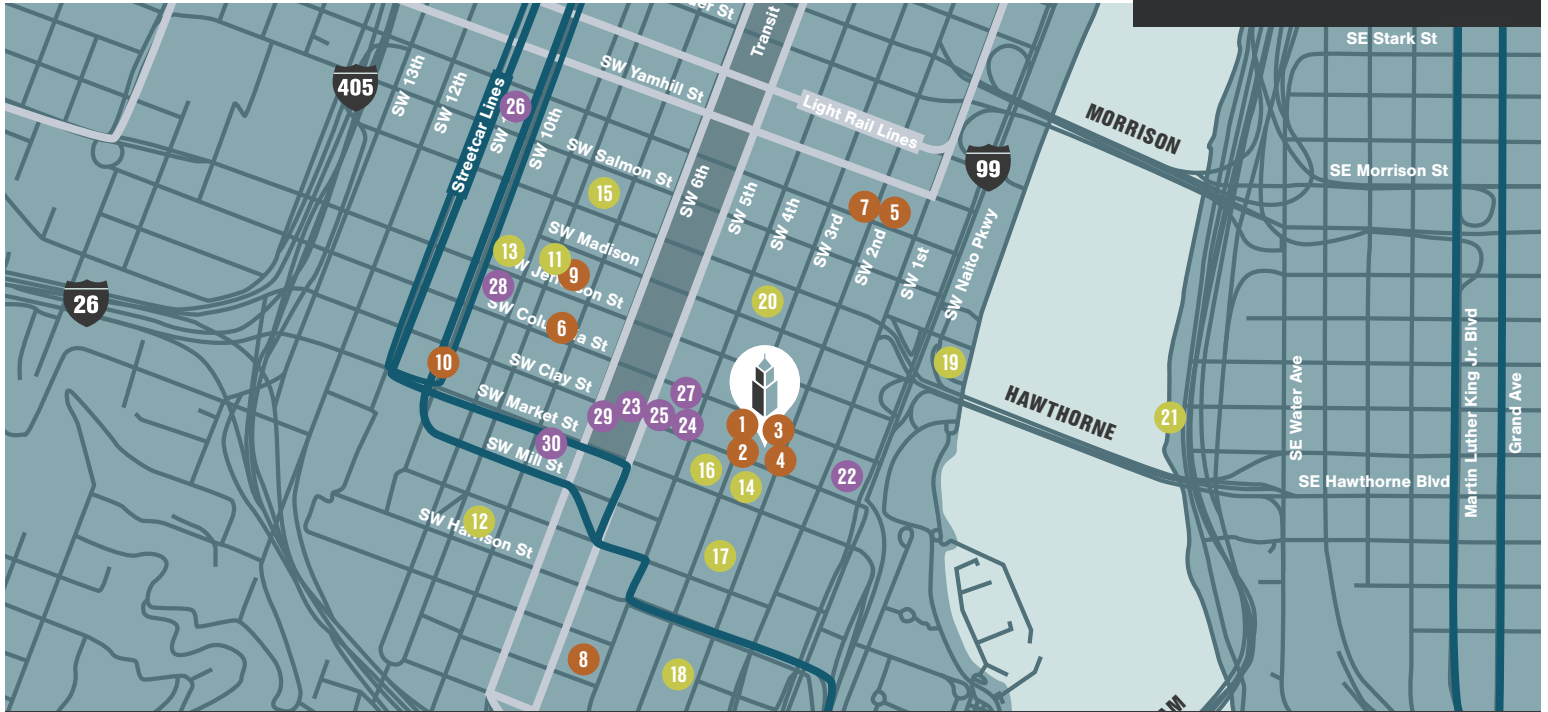 Transit
SE Stark St
405
SW 13th
SW 12th
Streetcar Lines
26
SW 10th
SW Yamhill St
Light Rail Lines
MORRISON
99
SE Morrison St
SW Salmon St
15
SW 6th
SW 5th
SW 4th
SW 3rd
7
5
SW 2nd
SW 1st
SW Naito Pkwy
13
11
SW Madison
9
28
26
20
6
10
SW Clay St
19
SW Market St
27
29
23
25
24
1
3
2
4
HAWTHORNE
21
SE Water Ave
Martin Luther King Jr. Blvd
Grand Ave
30
SW Mill St
16
14
22
SE Hawthorne Blvd
12
17
8
18